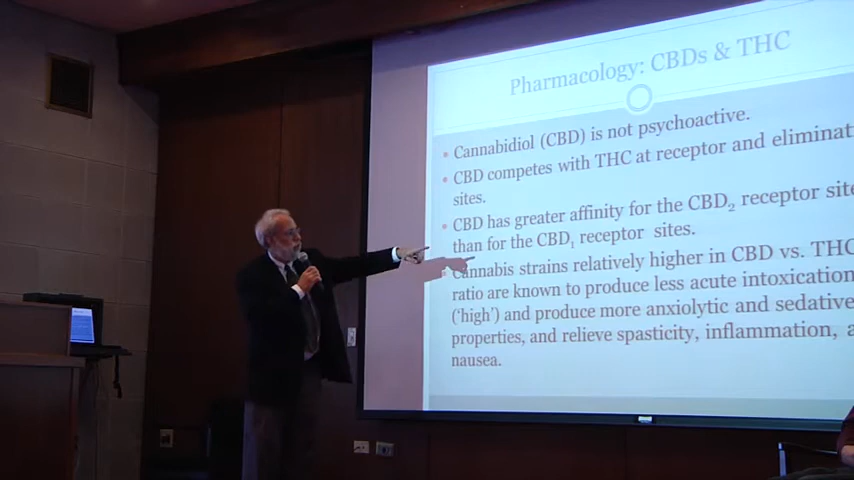 Pharmacology: CBDs & THC
• Cannabidiol (CBD) is not psychoactive.
• CBD competes with THC at receptor and eliminat
sites.
• CBD has greater affinity for the CBD₂ receptor site
than for the CBD₁ receptor sites.
• Cannabis strains relatively higher in CBD vs. THC
ratio are known to produce less acute intoxication
('high') and to produce more anxiolytic and sedative
properties, and relieve spasticity, inflammation, a
nausea.